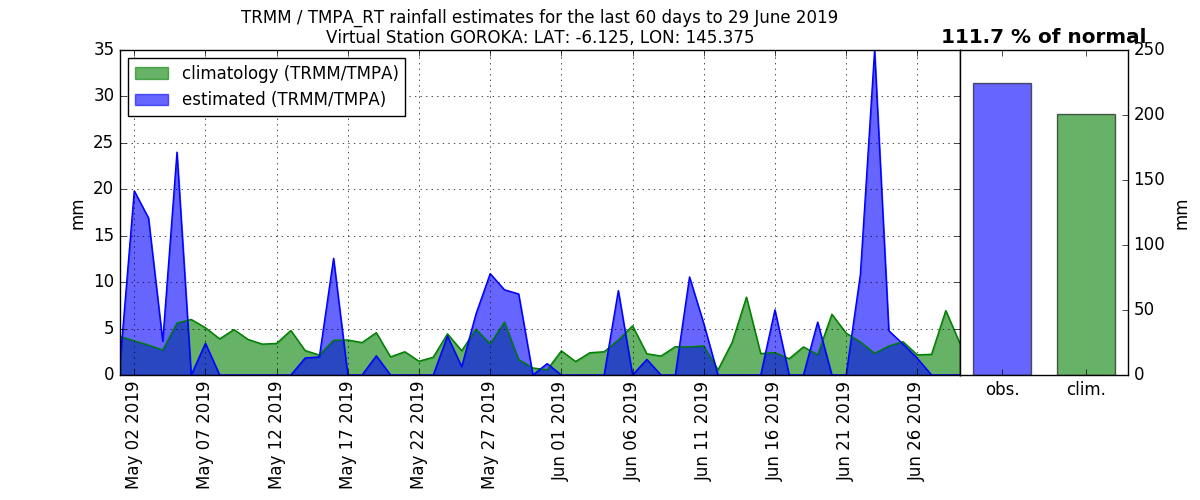 TRMM / TMPA_RT rainfall estimates for the last 60 days to 29 June 2019
Virtual Station GOROKA: LAT: -6.125, LON: 145.375
111.7 % of normal
climatology (TRMM/TMPA)
estimated (TRMM/TMPA)
35
30
25
20
15
10
5
0
mm
May 02 2019
May 07 2019
May 12 2019
May 17 2019
May 22 2019
May 27 2019
Jun 01 2019
Jun 06 2019
Jun 11 2019
Jun 16 2019
Jun 21 2019
Jun 26 2019
obs.
clim.
250
200
150
100
50
0
mm